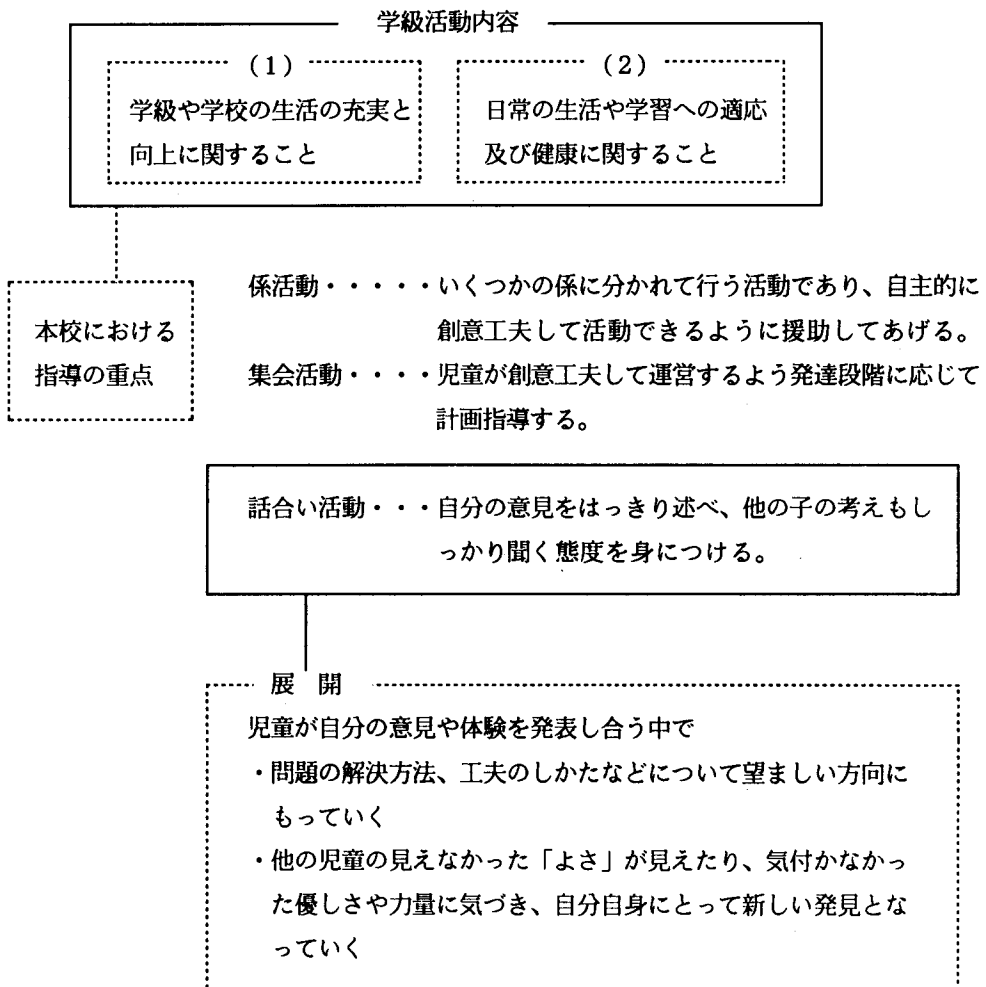 学級活動内容
(1)
学級や学校の生活の充実と
向上に関すること
(2)
日常の生活や学習への適応
及び健康に関すること
本校における
指導の重点
係活動・・・・・いくつかの係に分かれて行う活動であり、自主的に
創意工夫して活動できるように援助してあげる。
集会活動・・・・児童が創意工夫して運営するよう発達段階に応じて
計画指導する。
話合い活動・・・自分の意見をはっきり述べ、他の子の考えもし
っかり聞く態度を身につける。
展 開
児童が自分の意見や体験を発表し合う中で
・問題の解決方法、工夫のしかたなどについて望ましい方向に
もっていく
・他の児童の見えなかった「よさ」が見えたり、気付かなかっ
た優しさや力量に気づき、自分自身にとって新しい発見とな
っていく